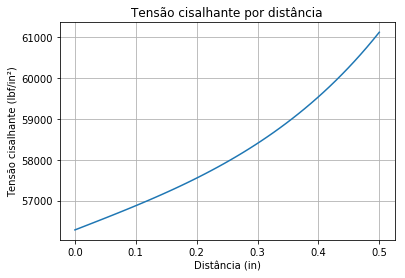 Tensão cisalhante por distância
61000
60000
59000
58000
57000
Tensão cisalhante (lbf/in²)
0.0 0.1 0.2 0.3 0.4 0.5
Distância (in)